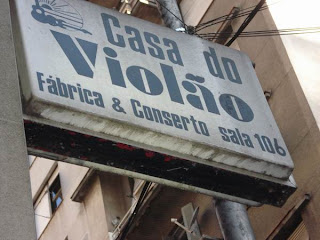 Casa do
Violão
Fábrica & Conserto sala 106